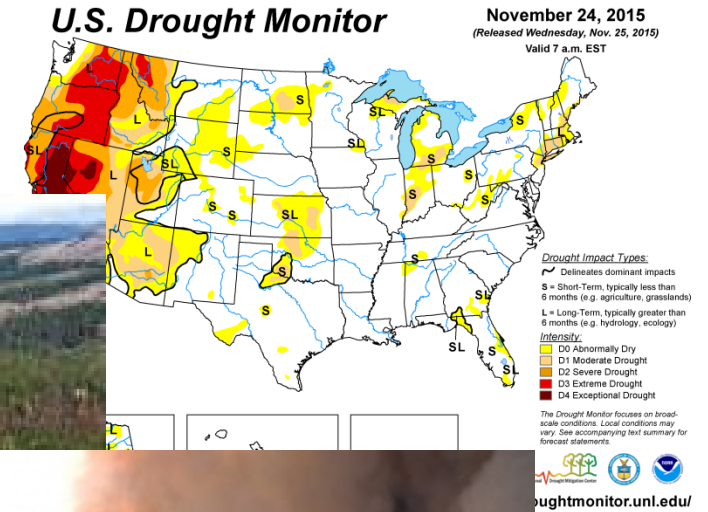 U.S. Drought Monitor
November 24, 2015
(Released Wednesday, Nov. 25, 2015)
Valid 7 a.m. EST
L
S
SL
S
L
L
SL
SL
S
SL
S
S
L
S
S
S
S
S
SL
L
S
S
S
SL
SL
S
SL
L
Drought Impact Types:
Delineates dominant impacts
S = Short-Term, typically less than
6 months (e.g. agriculture, grasslands)
L = Long-Term, typically greater than
6 months (e.g. hydrology, ecology)
Intensity:
D0 Abnormally Dry
D1 Moderate Drought
D2 Severe Drought
D3 Extreme Drought
D4 Exceptional Drought
The Drought Monitor focuses on broad-
scale conditions. Local conditions may
vary. See accompanying text summary for
forecast statements.
Drought Mitigation Center
oughtmonitor.unl.edu/